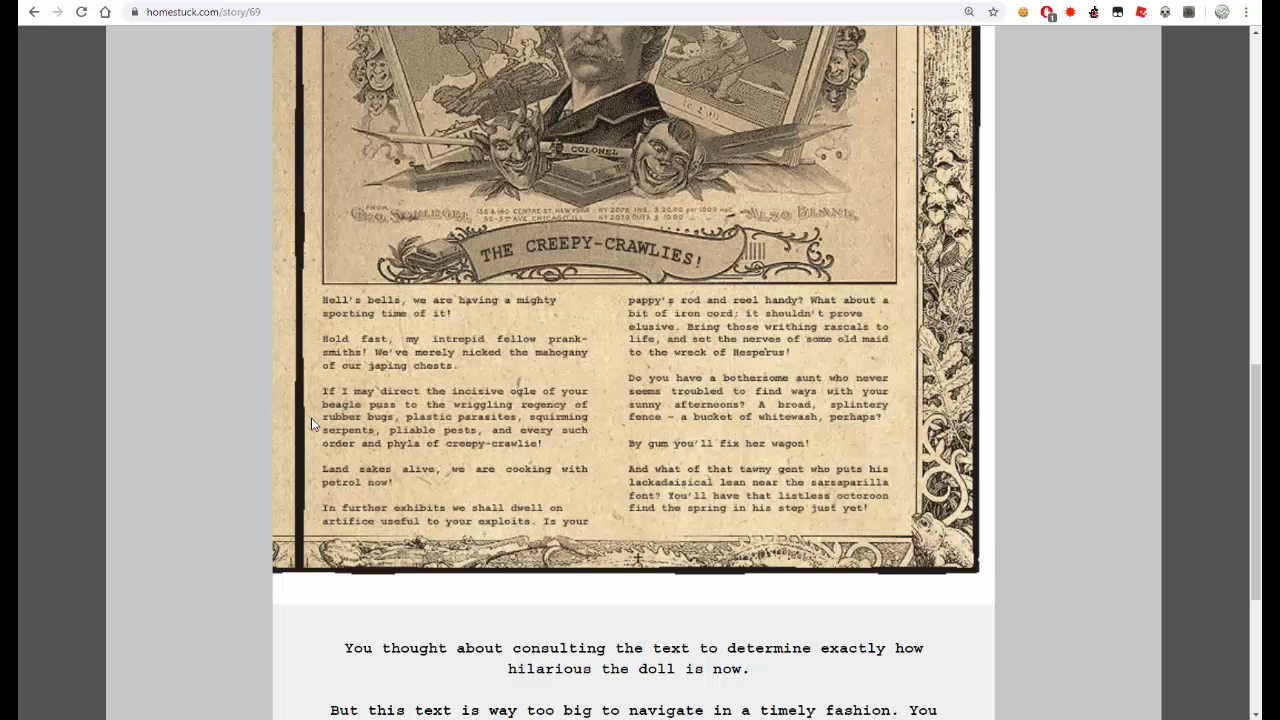 homestuck.com/story/69
1
COLONEL
ALSO BLANK
THE CREEPY-CRAWLIES!
Hell's bells, we are having a mighty
sporting time of it!
Hold fast, my intrepid fellow prank-
smiths! We've merely nicked the mahogany
of our japing chests.
If I may direct the incisive ogle of your
beagle puss to the wriggling regency of
rubber bugs, plastic parasites, squirming
serpents, pliable pests, and every such
order and phyla of creepy-crawlie!
Land sakes alive, we are cooking with
petrol now!
In further exhibits we shall dwell on
artifice useful to your exploits. Is your
pappy's rod and reel handy? What about a
bit of iron cord; it shouldn't prove
elusive. Bring those writhing rascals to
life, and set the nerves of some old maid
to the wreck of Hesperus!
Do you have a bothersome aunt who never
seems troubled to find ways with your
sunny afternoons? A broad, splintery
fence – a bucket of whitewash, perhaps?
By gum you'll fix her wagon!
And what of that tawny gent who puts his
lackadaisical lean near the sarsaparilla
font? You'll have that listless octoroon
find the spring in his step just yet!
You thought about consulting the text to determine exactly how
hilarious the doll is now.
But this text is way too big to navigate in a timely fashion. You